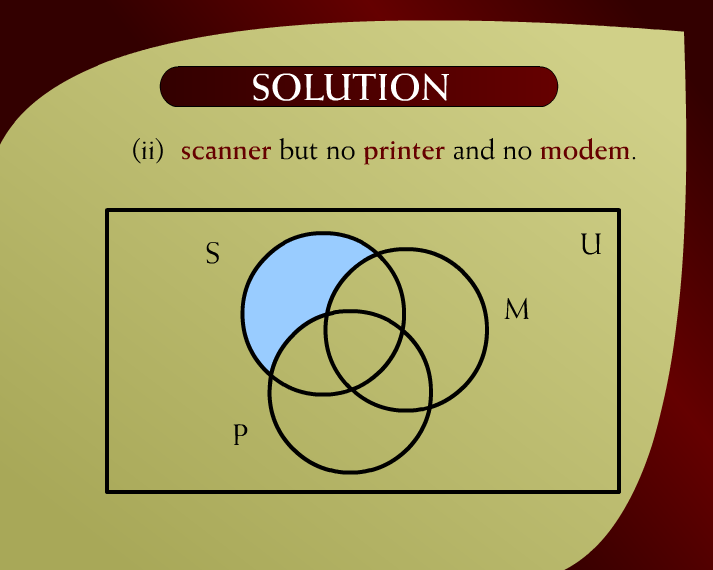 SOLUTION
(ii) scanner but no printer and no modem.
S
U
M
P